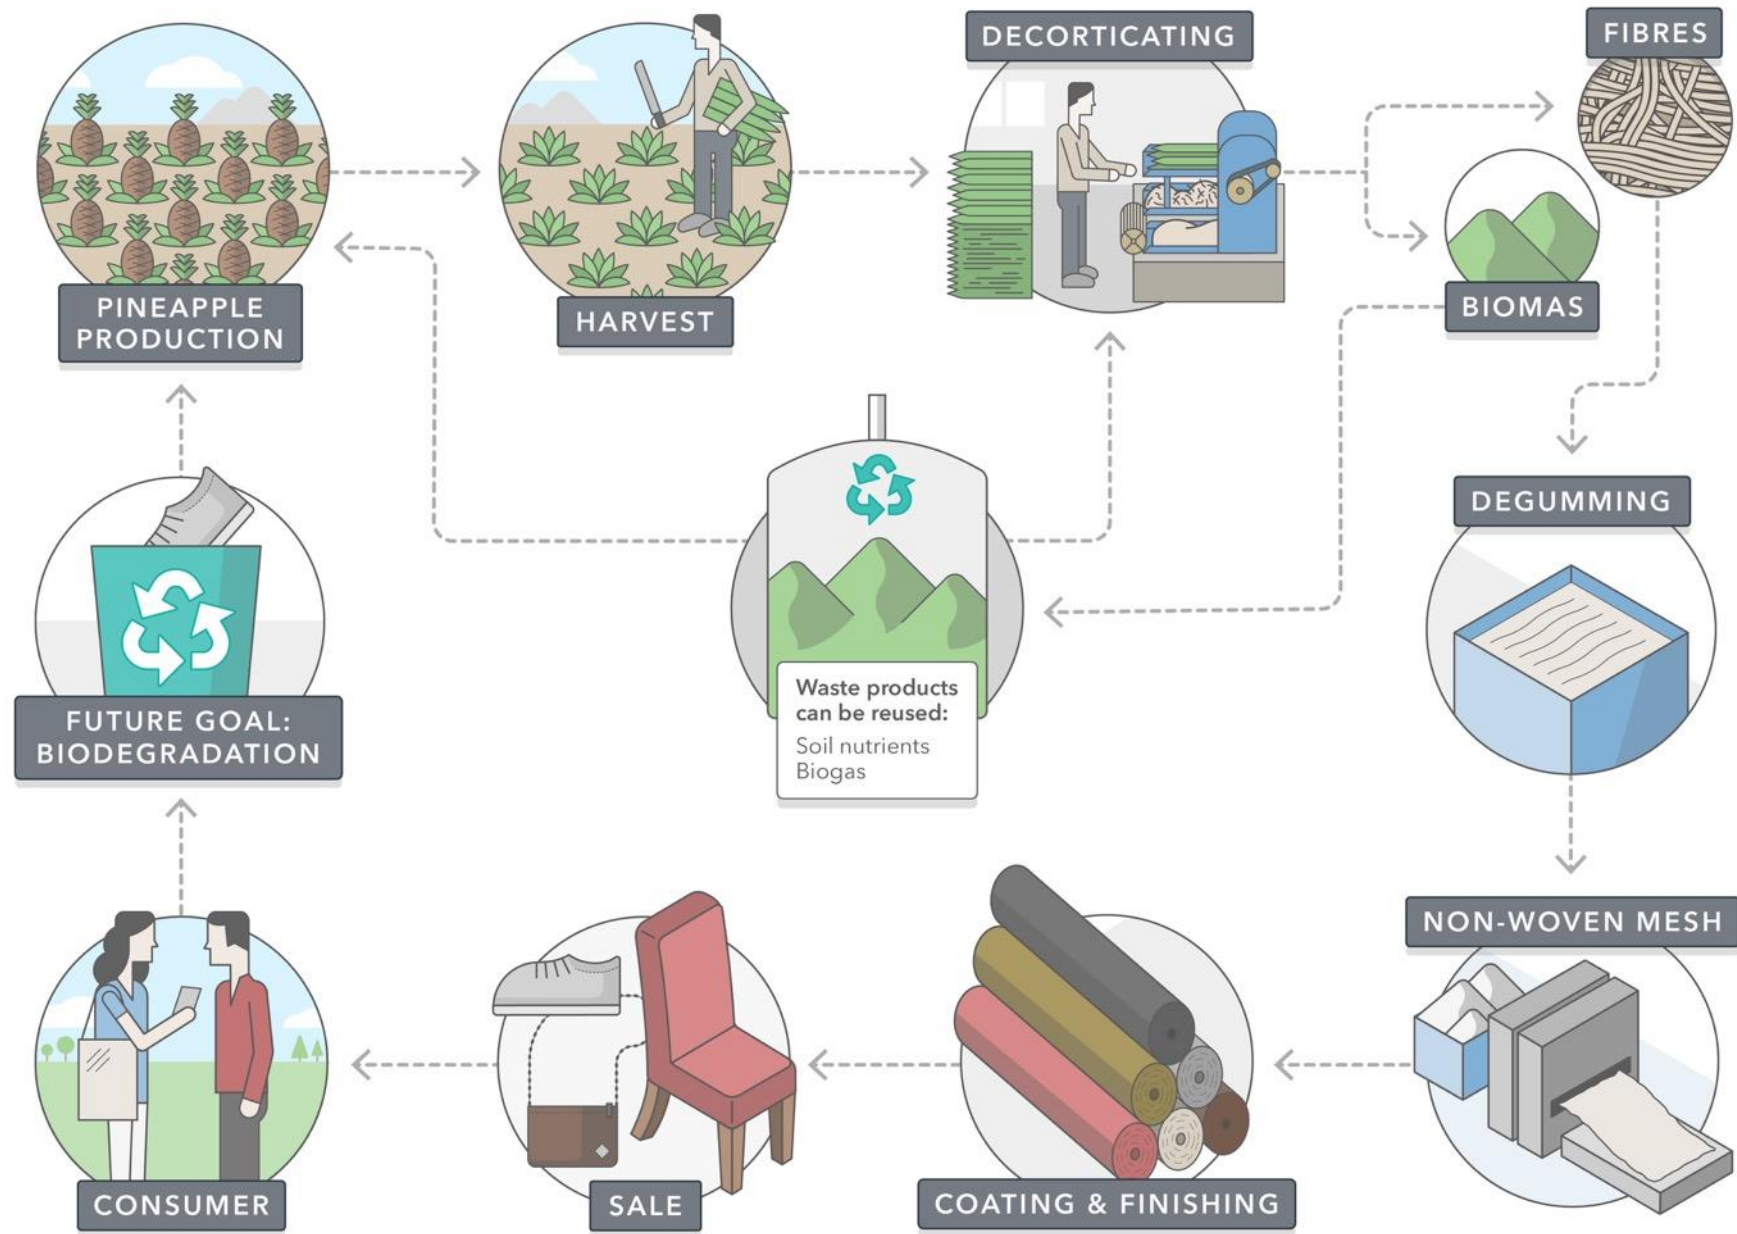 DECORTICATING
FIBRES
PINEAPPLE
PRODUCTION
HARVEST
BIOMAS
DEGUMMING
Waste products
can be reused:
Soil nutrients
Biogas
FUTURE GOAL:
BIODEGRADATION
NON-WOVEN MESH
CONSUMER
SALE
COATING & FINISHING